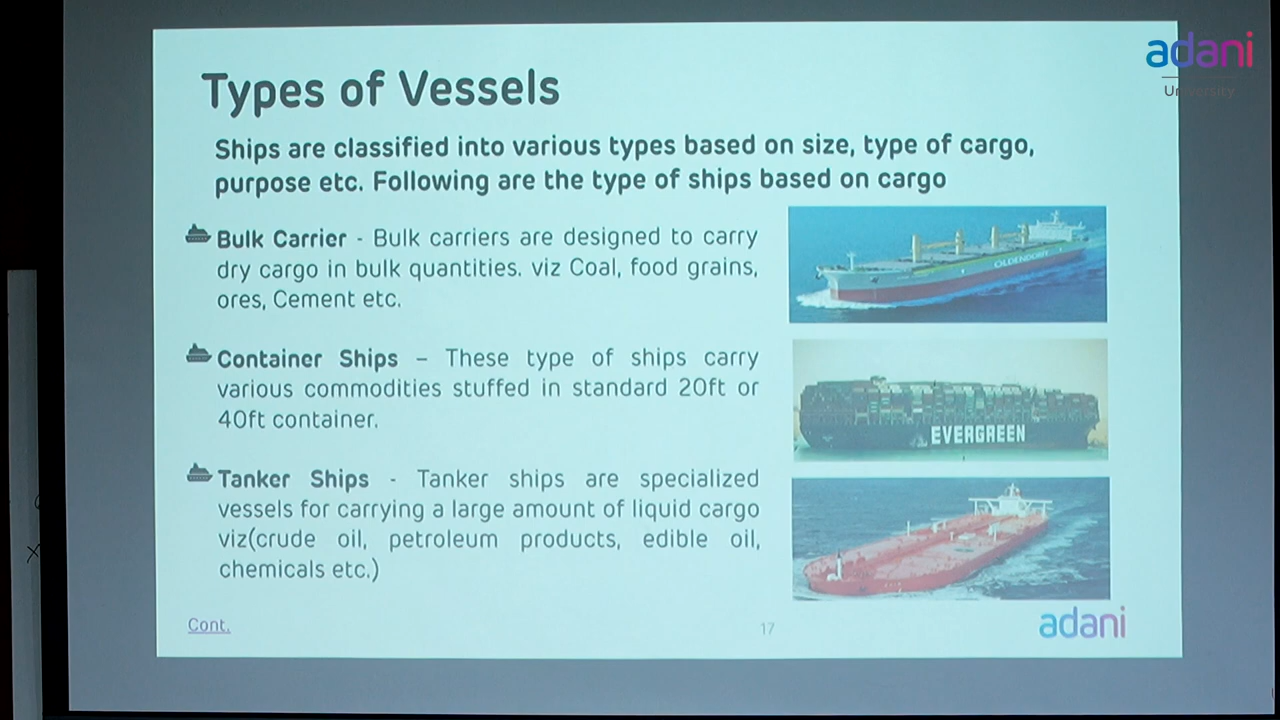 adani
University
Types of Vessels
Ships are classified into various types based on size, type of cargo,
purpose etc. Following are the type of ships based on cargo
Bulk Carrier - Bulk carriers are designed to carry
dry cargo in bulk quantities. viz Coal, food grains,
ores, Cement etc.
OLDENDORFF
Container Ships – These type of ships carry
various commodities stuffed in standard 20ft or
40ft container.
EVERGREEN
Tanker Ships - Tanker ships are specialized
vessels for carrying a large amount of liquid cargo
viz(crude oil, petroleum products, edible oil,
chemicals etc.)
Cont.
17
adani